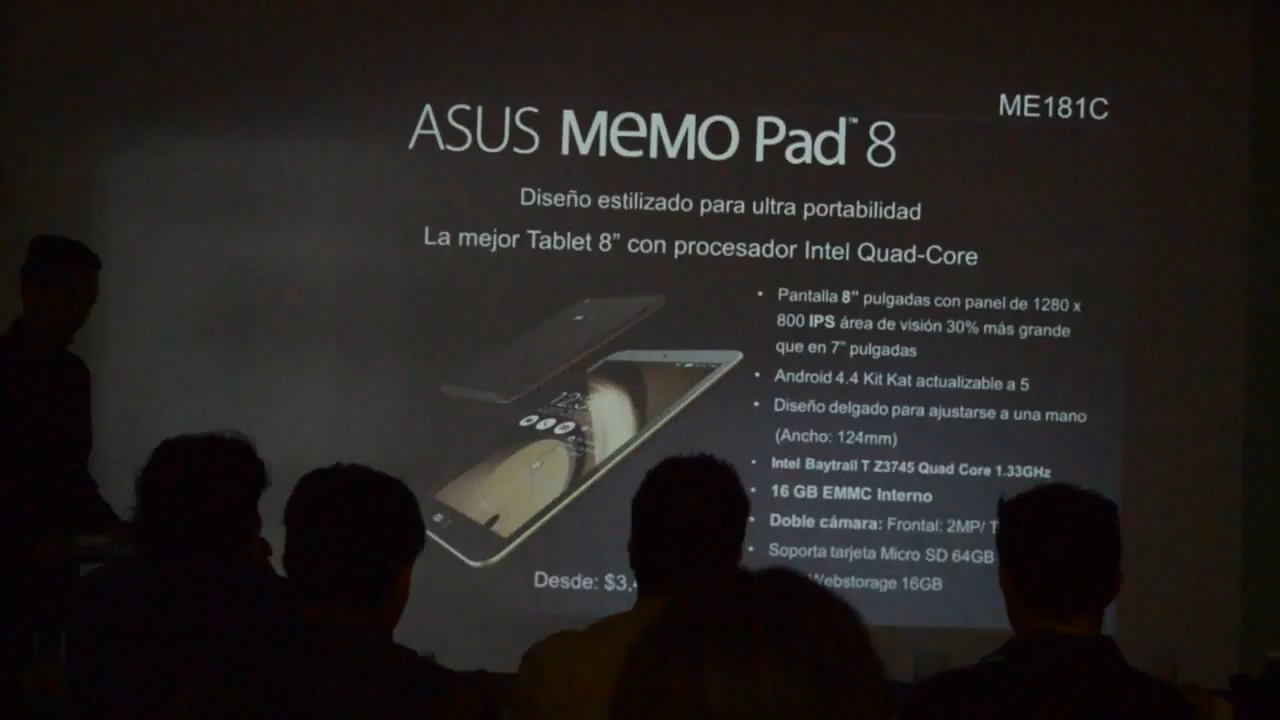 ME181C
ASUS MeMO Pad™ 8
Diseño estilizado para ultra portabilidad
La mejor Tablet 8” con procesador Intel Quad-Core
• Pantalla 8” pulgadas con panel de 1280 x
800 IPS área de visión 30% más grande
que en 7” pulgadas
• Android 4.4 Kit Kat actualizable a 5
• Diseño delgado para ajustarse a una mano
(Ancho: 124mm)
• Intel Baytrail T Z3745 Quad Core 1.33GHz
• 16 GB EMMC Interno
• Doble cámara: Frontal: 2MP/ T
• Soporta tarjeta Micro SD 64GB
Webstorage 16GB
Desde: $3,